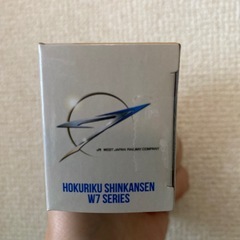 JR WEST JAPAN RAILWAY COMPANY
HOKURIKU SHINKANSEN
W7 SERIES